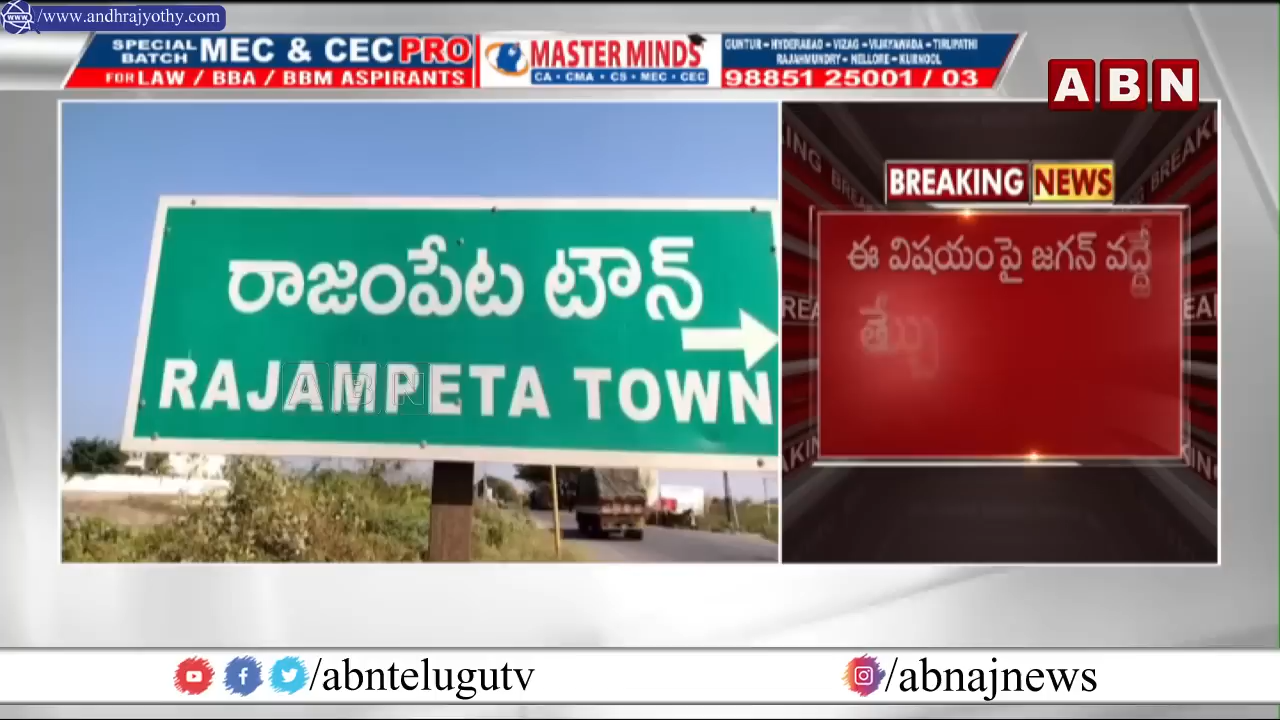 www./www.andhrajyothy.com
SPECIAL BATCH MEC & CEC PRO
FOR LAW / BBA / BBM ASPIRANTS
MASTER MINDS
CA • CMA • CS • MEC • CEC
GUNTUR - HYDERABAD - VIZAG - VIJAYAWADA - TIRUPATHI
RAJAHMUNDRY - NELLORE - KURNOOL
98851 25001 / 03
ABN
రాజంపేట టౌన్
RAJAMPETA TOWN
ABN
BREAKING NEWS
ఈ విషయంపై జగన్ వద్దే
/abntelugutv
/abnajnews